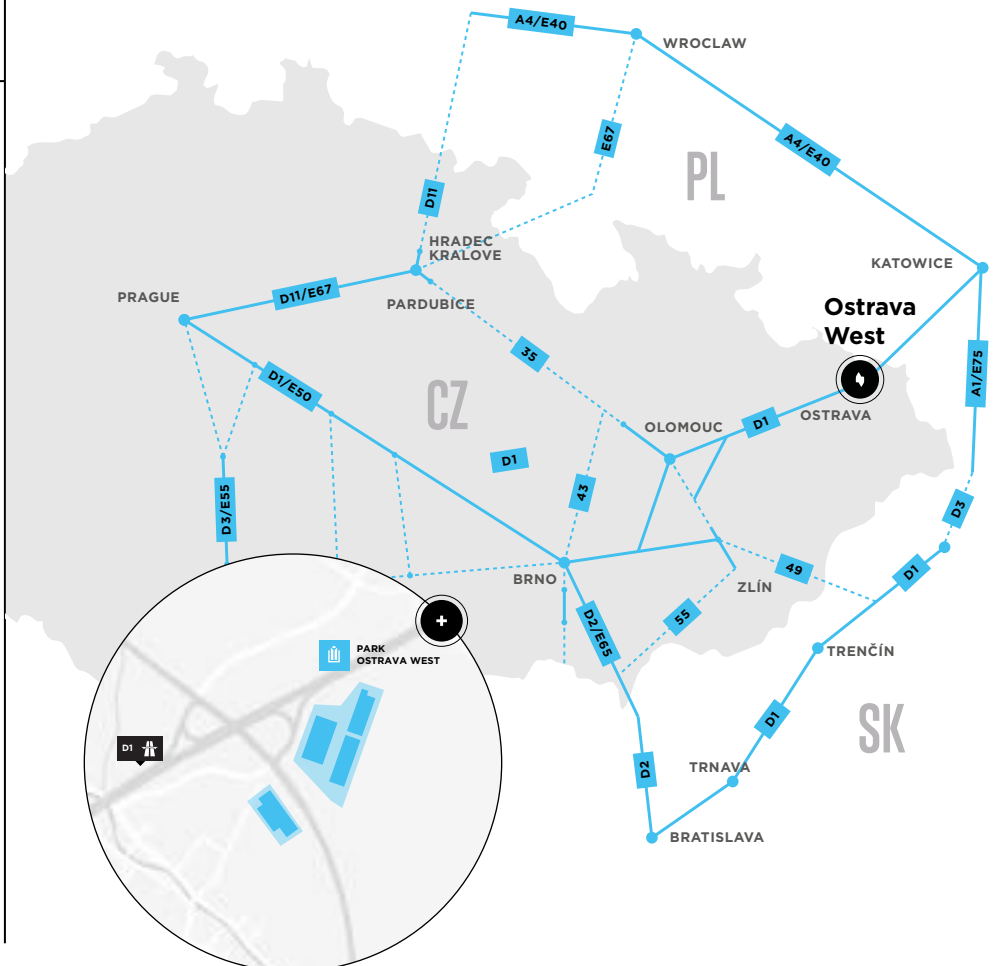 A4/E40
WROCLAW
E67
A4/E40
PL
D11
HRADEC
KRALOVE
KATOWICE
D11/E67
PRAGUE
PARDUBICE
Ostrava
West
35
A1/E75
D1/E50
CZ
OSTRAVA
D1
OLOMOUC
D1
43
D3/E55
D3
49
D1
BRNO
ZLÍN
55
D2/E65
PARK
OSTRAVA WEST
TRENČÍN
D1
SK
D1
D2
TRNAVA
BRATISLAVA